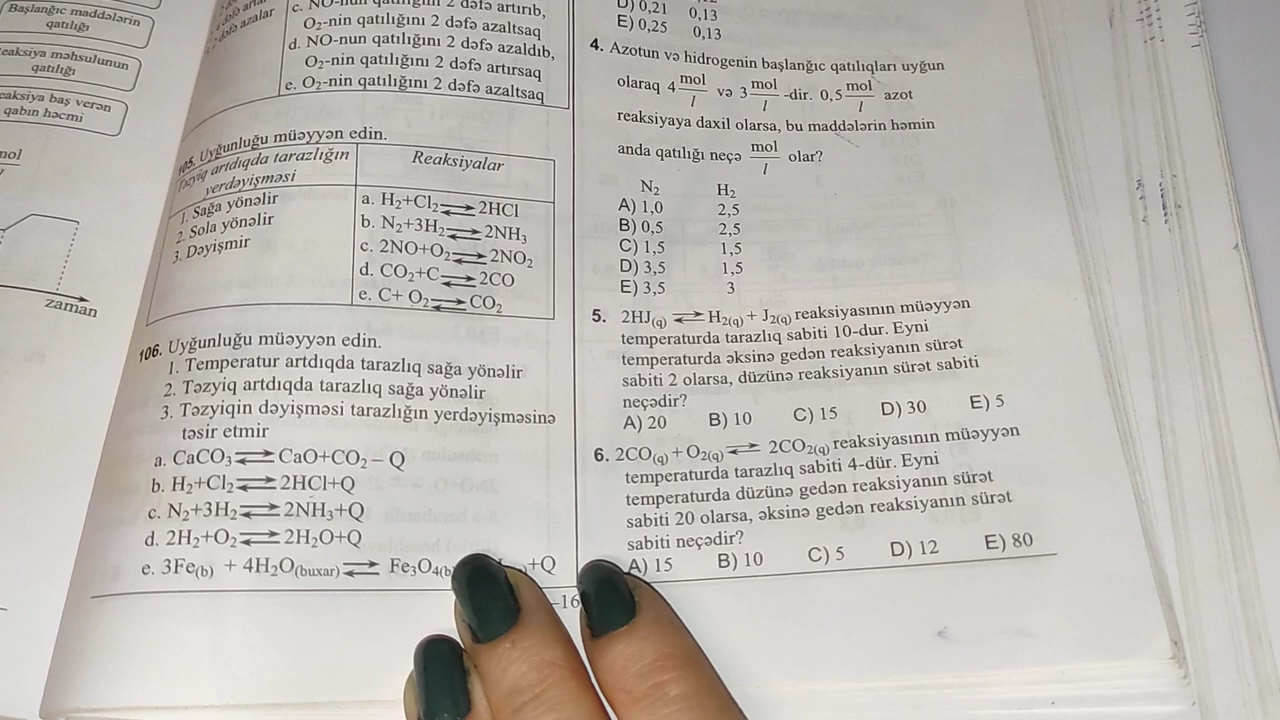 Başlanğıc maddələrin
qatılığı
reaksiya məhsulunun
qatılığı
reaksiya baş verən
qabın həcmi
mol
zaman
dəfə azalar
c. NO-nun qatılığını 2 dəfə artırıb,
O₂-nin qatılığını 2 dəfə azaltsaq
d. NO-nun qatılığını 2 dəfə azaldıb,
O₂-nin qatılığını 2 dəfə artırsaq
e. O₂-nin qatılığını 2 dəfə azaltsaq
105. Uyğunluğu müəyyən edin.
Təzyiq artdıqda tarazlığın
yerdəyişməsi
Reaksiyalar
1. Sağa yönəlir
2. Sola yönəlir
3. Dəyişmir
a. H₂+Cl₂⇄2HCl
b. N₂+3H₂⇄2NH₃
c. 2NO+O₂⇄2NO₂
d. CO₂+C⇄2CO
e. C+ O₂⇄CO₂
106. Uyğunluğu müəyyən edin.
1. Temperatur artdıqda tarazlıq sağa yönəlir
2. Təzyiq artdıqda tarazlıq sağa yönəlir
3. Təzyiqin dəyişməsi tarazlığın yerdəyişməsinə
təsir etmir
a. CaCO₃⇄CaO+CO₂ – Q
b. H₂+Cl₂⇄2HCl+Q
c. N₂+3H₂⇄2NH₃+Q
d. 2H₂+O₂⇄2H₂O+Q
e. 3Fe(b) + 4H₂O(buxar)⇄ Fe₃O₄(b +Q
–16
D) 0,21 0,13
E) 0,25 0,13
4. Azotun və hidrogenin başlanğıc qatılıqları uyğun
olaraq 4 mol/l və 3 mol/l -dir. 0,5 mol/l azot
reaksiyaya daxil olarsa, bu maddələrin həmin
anda qatılığı neçə mol/l olar?
N₂ H₂
A) 1,0 2,5
B) 0,5 2,5
C) 1,5 1,5
D) 3,5 1,5
E) 3,5 3
5. 2HJ(q) ⇄ H₂(q) + J₂(q) reaksiyasının müəyyən
temperaturda tarazlıq sabiti 10-dur. Eyni
temperaturda əksinə gedən reaksiyanın sürət
sabiti 2 olarsa, düzünə reaksiyanın sürət sabiti
neçədir?
A) 20 B) 10 C) 15 D) 30 E) 5
6. 2CO(q) + O₂(q) ⇄ 2CO₂(q) reaksiyasının müəyyən
temperaturda tarazlıq sabiti 4-dür. Eyni
temperaturda düzünə gedən reaksiyanın sürət
sabiti 20 olarsa, əksinə gedən reaksiyanın sürət
sabiti neçədir?
A) 15 B) 10 C) 5 D) 12 E) 80